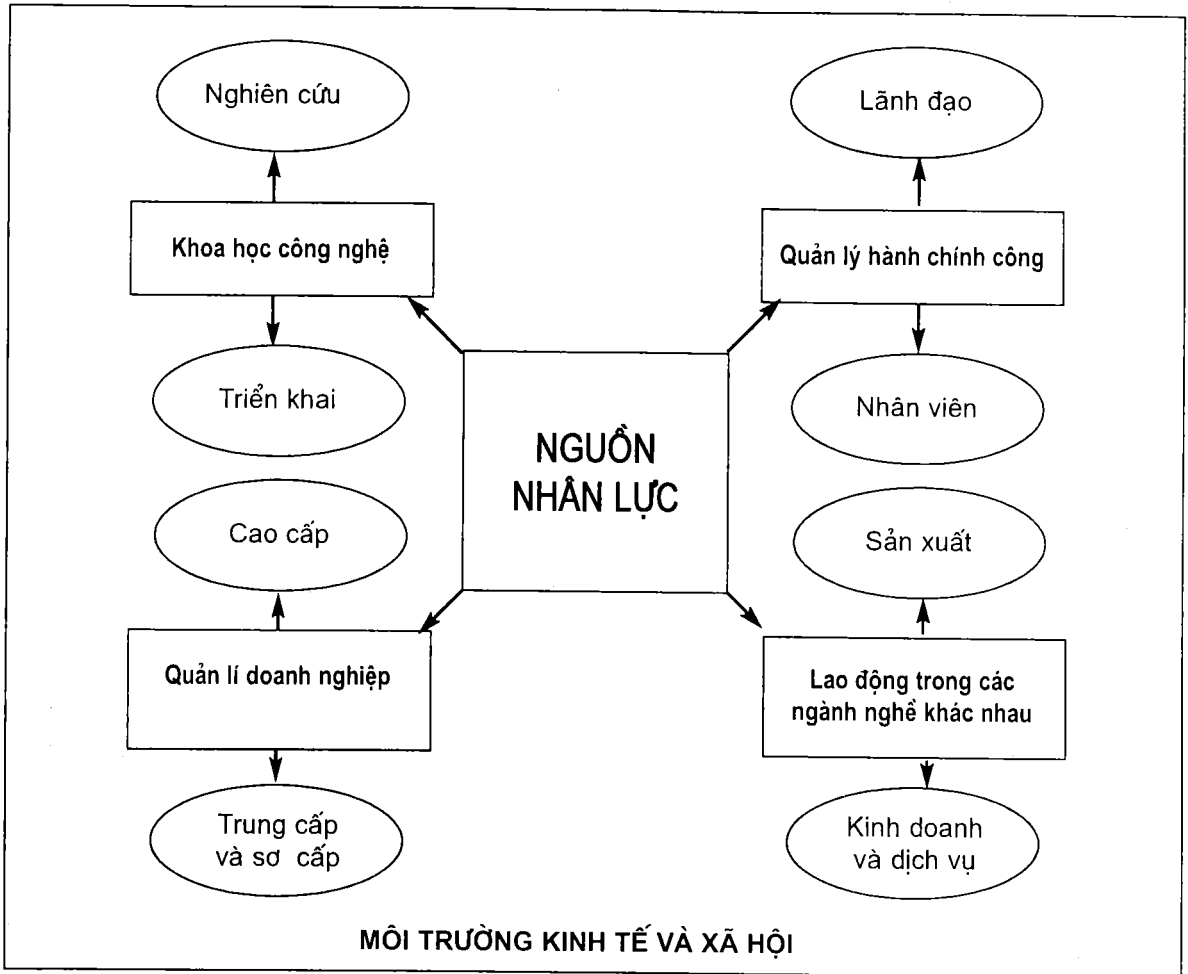 Nghiên cứu
Lãnh đạo
Khoa học công nghệ
Quản lý hành chính công
Triển khai
Nhân viên
NGUỒN
NHÂN LỰC
Cao cấp
Sản xuất
Quản lí doanh nghiệp
Lao động trong các
ngành nghề khác nhau
Trung cấp
và sơ cấp
Kinh doanh
và dịch vụ
MÔI TRƯỜNG KINH TẾ VÀ XÃ HỘI